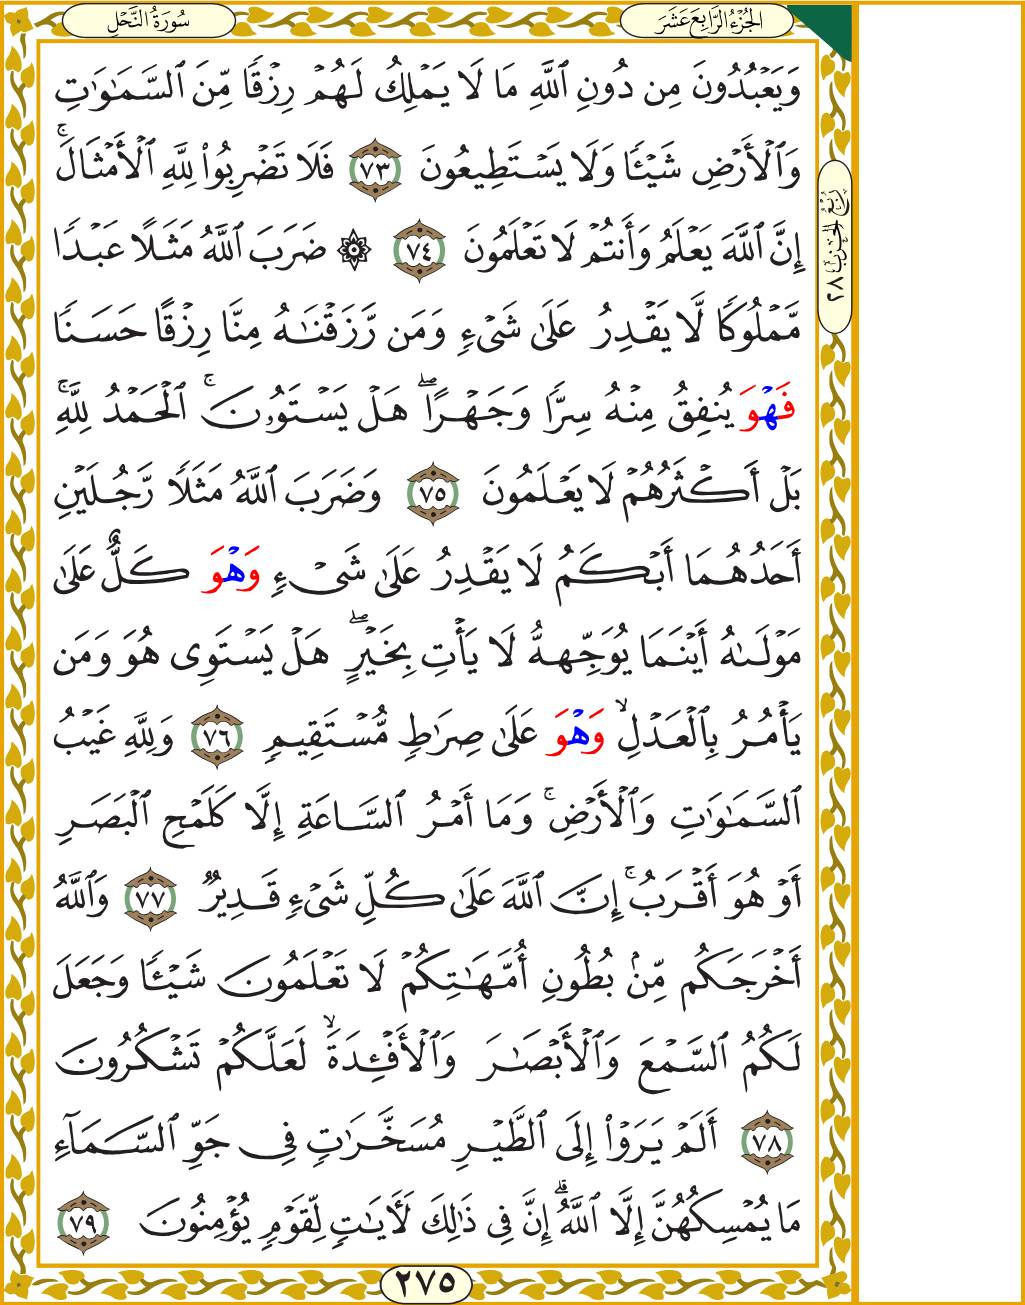 الجُزْءُ الرَّابِعَ عَشَرَ
سُورَةُ النَّحْلِ
وَيَعْبُدُونَ مِن دُونِ ٱللَّهِ مَا لَا يَمْلِكُ لَهُمْ رِزْقًا مِّنَ ٱلسَّمَٰوَٰتِ
وَٱلْأَرْضِ شَيْـًٔا وَلَا يَسْتَطِيعُونَ ٧٣ فَلَا تَضْرِبُوا۟ لِلَّهِ ٱلْأَمْثَالَ ۚ
إِنَّ ٱللَّهَ يَعْلَمُ وَأَنتُمْ لَا تَعْلَمُونَ ٧٤ ۞ ضَرَبَ ٱللَّهُ مَثَلًا عَبْدًا
مَّمْلُوكًا لَّا يَقْدِرُ عَلَىٰ شَىْءٍ وَمَن رَّزَقْنَٰهُ مِنَّا رِزْقًا حَسَنًا
فَهْوَ يُنفِقُ مِنْهُ سِرًّا وَجَهْرًا ۖ هَلْ يَسْتَوُۥنَ ۚ ٱلْحَمْدُ لِلَّهِ ۚ
بَلْ أَكْثَرُهُمْ لَا يَعْلَمُونَ ٧٥ وَضَرَبَ ٱللَّهُ مَثَلًا رَّجُلَيْنِ
أَحَدُهُمَا أَبْكَمُ لَا يَقْدِرُ عَلَىٰ شَىْءٍ وَهْوَ كَلٌّ عَلَىٰ
مَوْلَىٰهُ أَيْنَمَا يُوَجِّههُّ لَا يَأْتِ بِخَيْرٍ ۖ هَلْ يَسْتَوِى هُوَ وَمَن
يَأْمُرُ بِٱلْعَدْلِ ۙ وَهْوَ عَلَىٰ صِرَٰطٍ مُّسْتَقِيمٍ ٧٦ وَلِلَّهِ غَيْبُ
ٱلسَّمَٰوَٰتِ وَٱلْأَرْضِ ۚ وَمَا أَمْرُ ٱلسَّاعَةِ إِلَّا كَلَمْحِ ٱلْبَصَرِ
أَوْ هُوَ أَقْرَبُ ۚ إِنَّ ٱللَّهَ عَلَىٰ كُلِّ شَىْءٍ قَدِيرٌ ٧٧ وَٱللَّهُ
أَخْرَجَكُم مِّنۢ بُطُونِ أُمَّهَٰتِكُمْ لَا تَعْلَمُونَ شَيْـًٔا وَجَعَلَ
لَكُمُ ٱلسَّمْعَ وَٱلْأَبْصَٰرَ وَٱلْأَفْـِٔدَةَ ۙ لَعَلَّكُمْ تَشْكُرُونَ
٧٨ أَلَمْ يَرَوْا۟ إِلَى ٱلطَّيْرِ مُسَخَّرَٰتٍ فِى جَوِّ ٱلسَّمَآءِ
مَا يُمْسِكُهُنَّ إِلَّا ٱللَّهُ ۗ إِنَّ فِى ذَٰلِكَ لَأَيَٰتٍ لِّقَوْمٍ يُؤْمِنُونَ ٧٩
رُبْعُ الْحِزْبِ ٢٨
٢٧٥